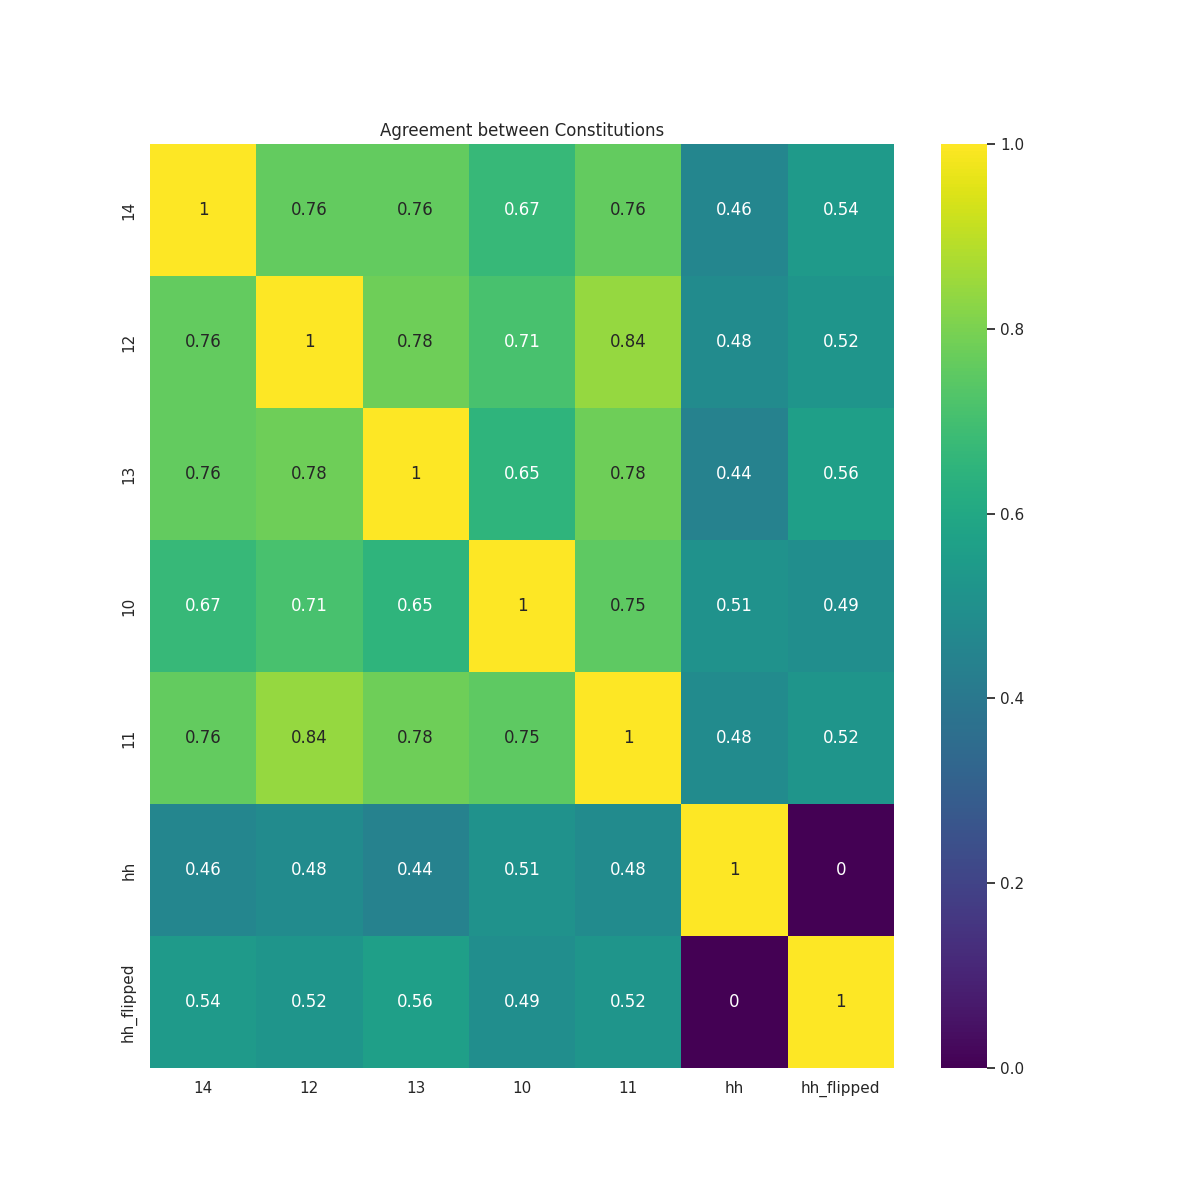 Agreement between Constitutions
14 1 0.76 0.76 0.67 0.76 0.46 0.54 1.0
12 0.76 1 0.78 0.71 0.84 0.48 0.52 0.8
13 0.76 0.78 1 0.65 0.78 0.44 0.56 0.6
10 0.67 0.71 0.65 1 0.75 0.51 0.49
11 0.76 0.84 0.78 0.75 1 0.48 0.52 0.4
hh 0.46 0.48 0.44 0.51 0.48 1 0 0.2
hh_flipped 0.54 0.52 0.56 0.49 0.52 0 1 0.0
14 12 13 10 11 hh hh_flipped